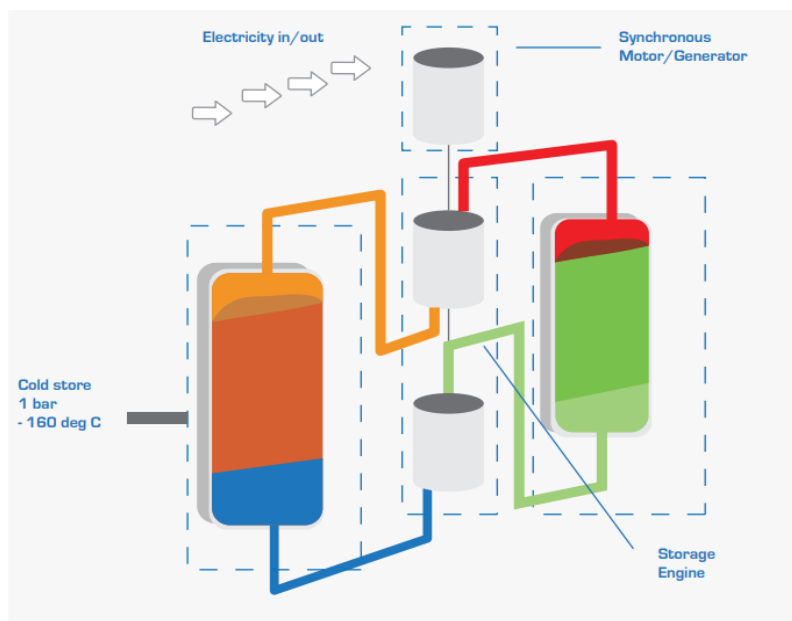 Electricity in/out
Synchronous
Motor/Generator
Cold store
1 bar
- 160 deg C
Storage
Engine